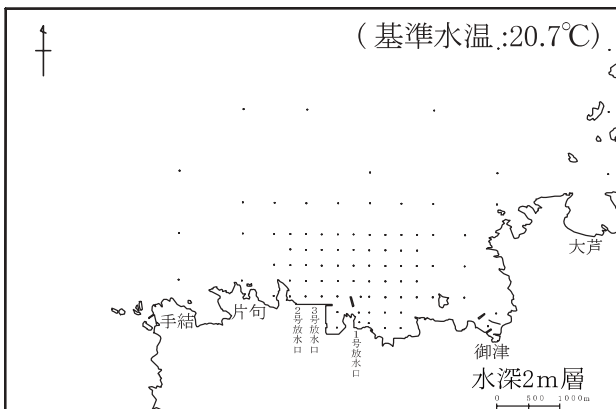 (基準水温:20.7℃)
大芦
手結
片句
2号放水口
3号放水口
1号放水口
御津
水深2m層
0 500 1000m